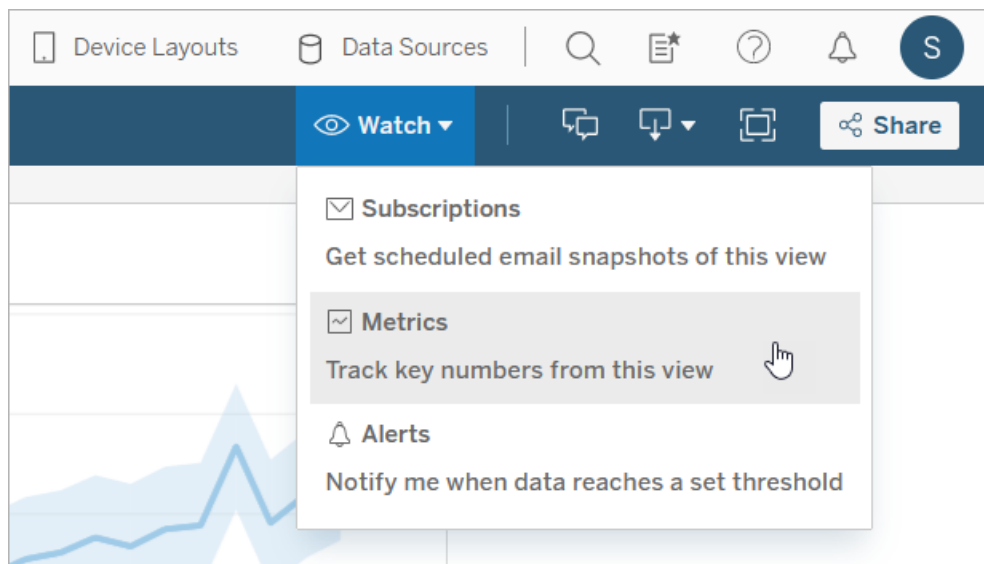 Device Layouts Data Sources S
Watch Share
Subscriptions
Get scheduled email snapshots of this view
Metrics
Track key numbers from this view
Alerts
Notify me when data reaches a set threshold